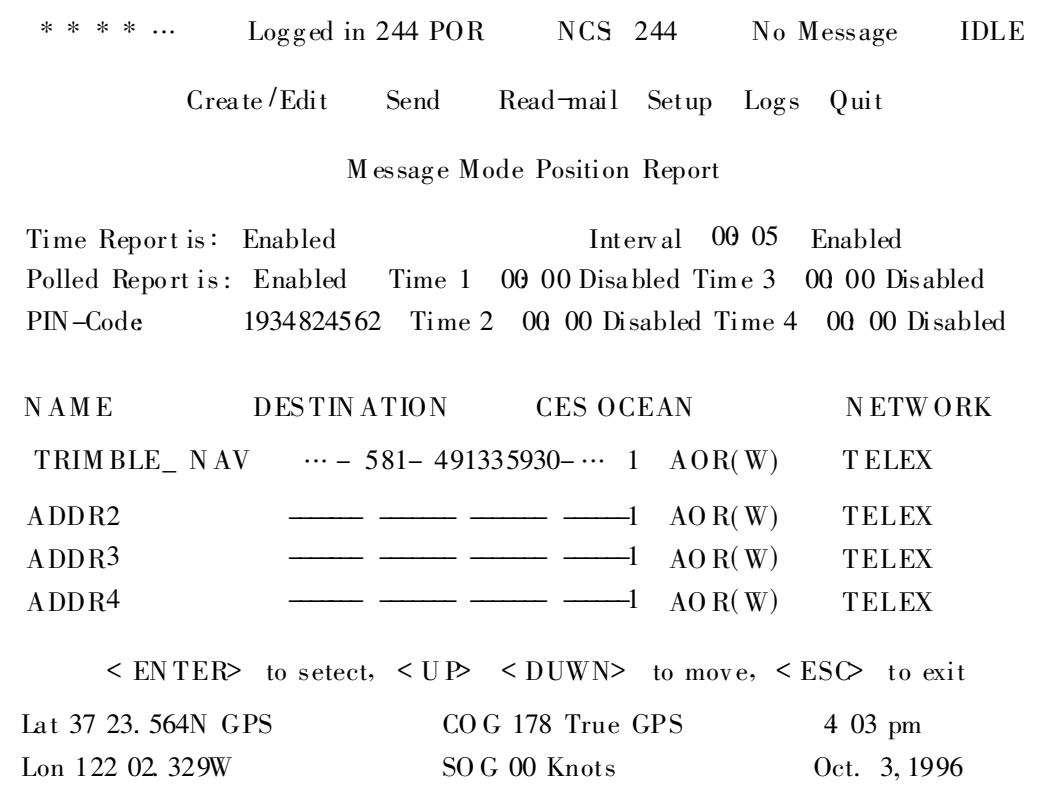 * * * * ... Logged in 244 POR NCS: 244 No Message IDLE
Create/Edit Send Read-mail Setup Logs Quit
Message Mode Position Report
Time Report is: Enabled Interval 00:05 Enabled
Polled Report is: Enabled Time 1 00:00 Disabled Time 3 00:00 Disabled
PIN-Code: 1934824562 Time 2 00:00 Disabled Time 4 00:00 Disabled
NAME DESTINATION CES OCEAN NETWORK
TRIMBLE_NAV ...-581-491335930-... 1 AOR(W) TELEX
ADDR2 ——— ——— ——— ———1 AOR(W) TELEX
ADDR3 ——— ——— ——— ———1 AOR(W) TELEX
ADDR4 ——— ——— ——— ———1 AOR(W) TELEX
<ENTER> to setect, <UP> <DUWN> to move, <ESC> to exit
Lat 37 23.564N GPS COG 178 True GPS 4 03 pm
Lon 122 02.329W SOG 00 Knots Oct. 3,1996